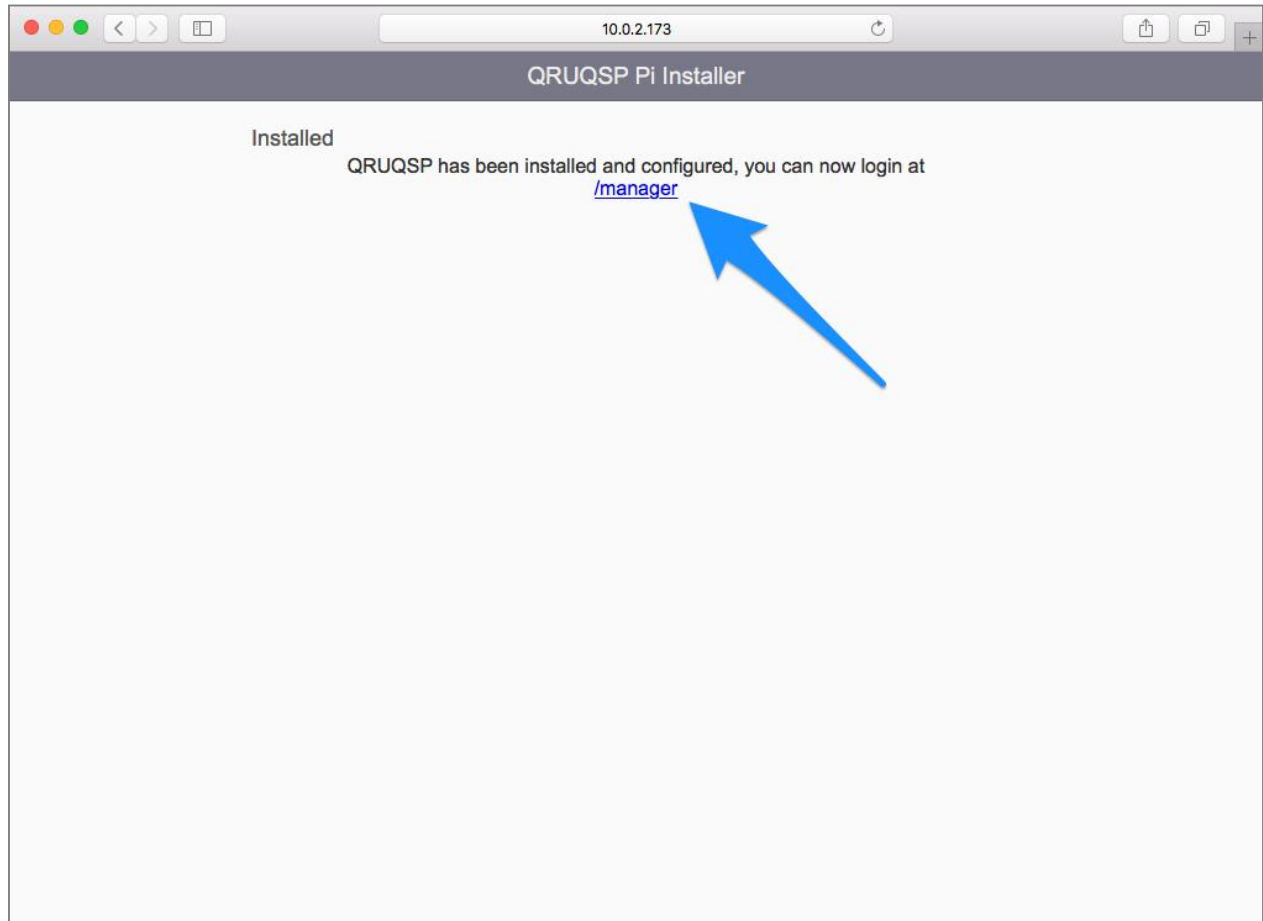 10.0.2.173
QRUQSP Pi Installer
Installed
QRUQSP has been installed and configured, you can now login at
/manager